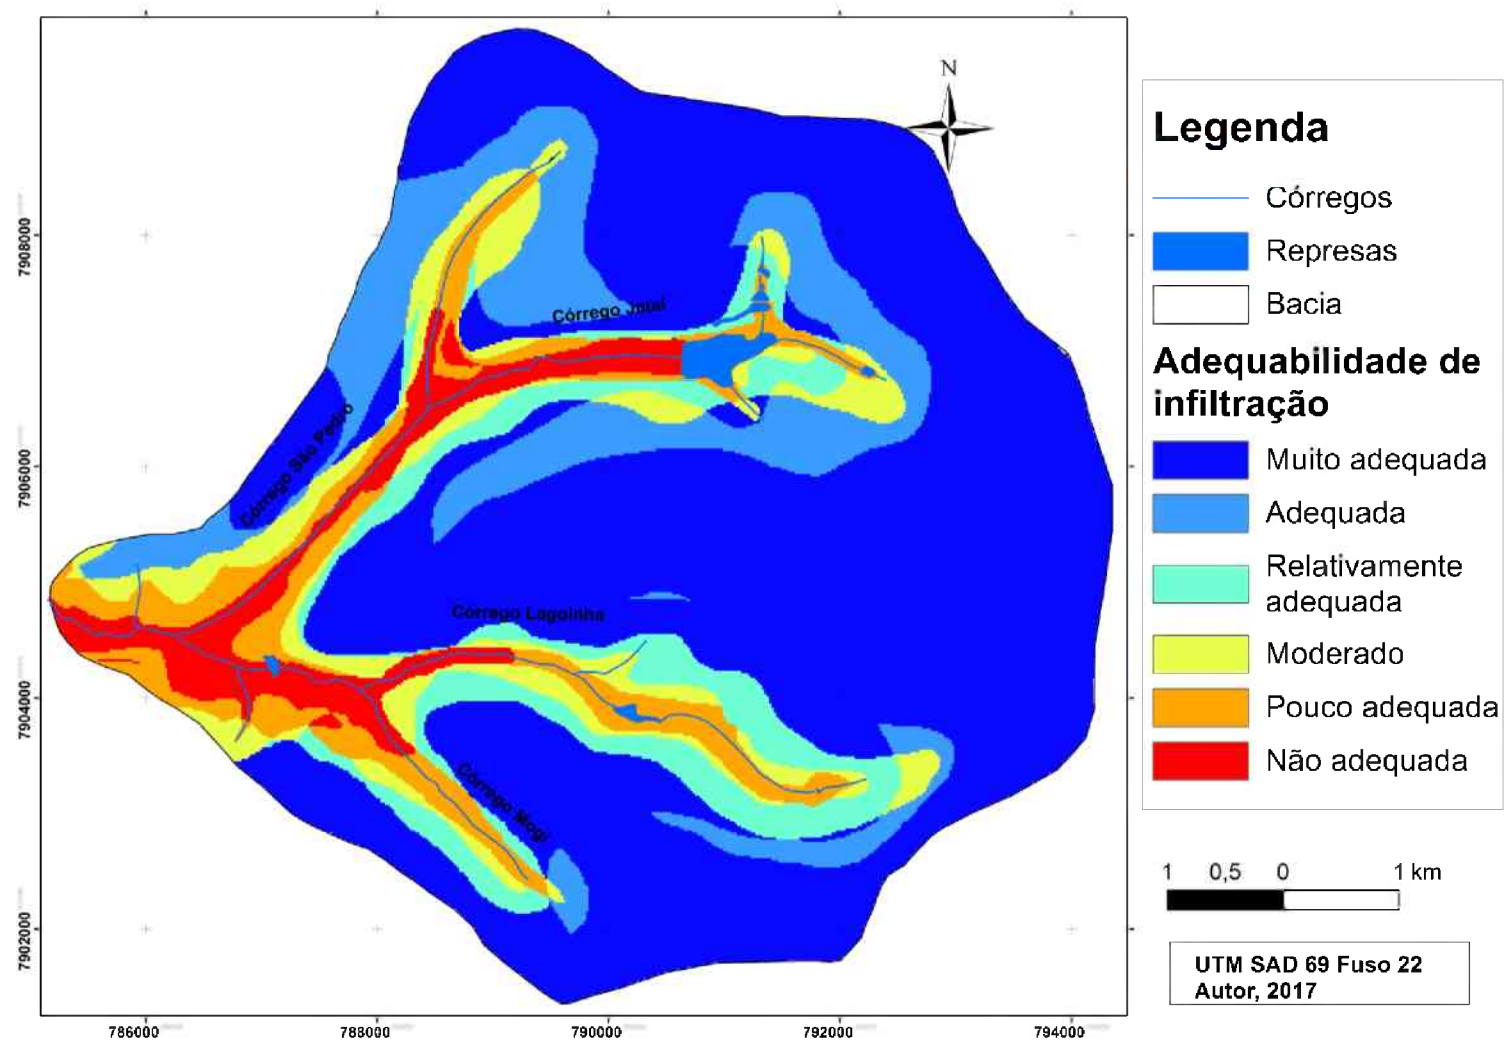 N
Córrego Jataí
Córrego São Pedro
Córrego Lagoinha
Córrego Mogi
7908000
7906000
7904000
7902000
786000
788000
790000
792000
794000
Legenda
Córregos
Represas
Bacia
Adequabilidade de
infiltração
Muito adequada
Adequada
Relativamente
adequada
Moderado
Pouco adequada
Não adequada
1 0,5 0 1 km
UTM SAD 69 Fuso 22
Autor, 2017